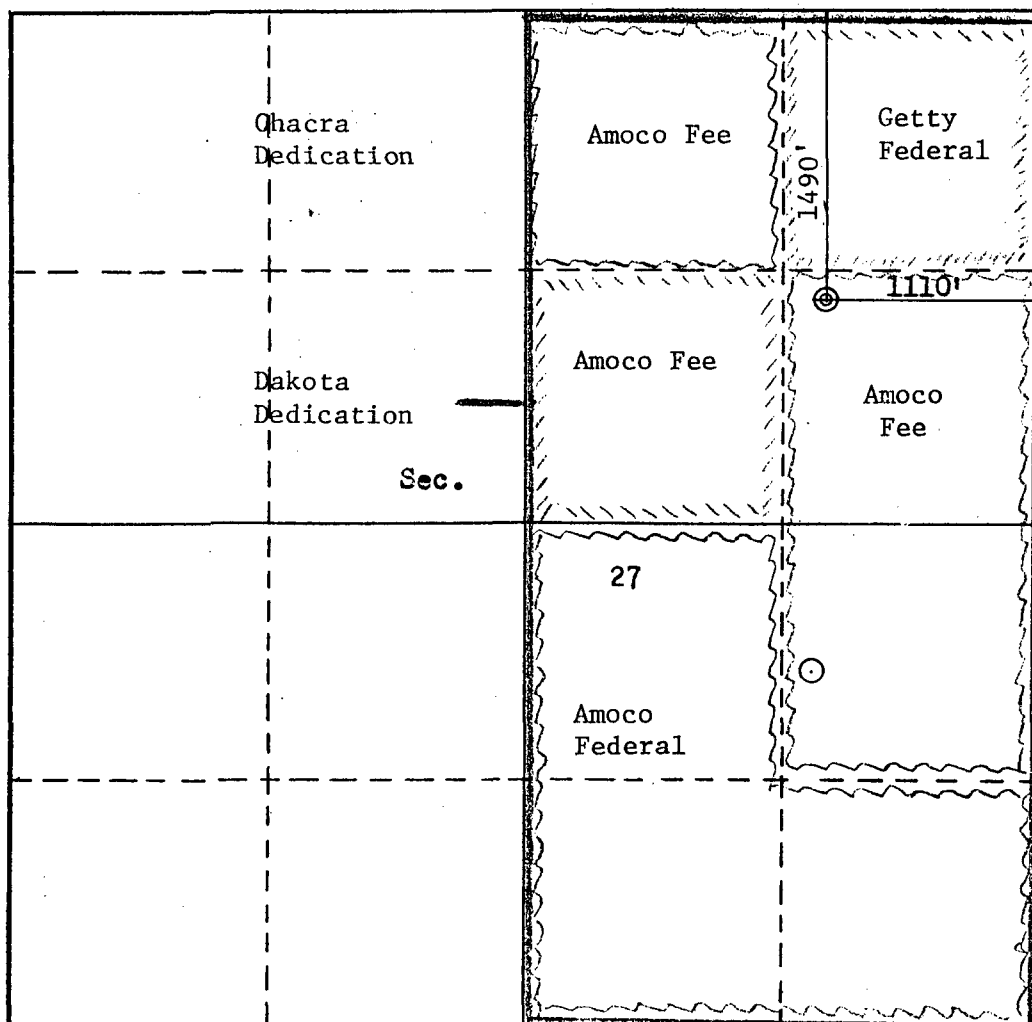 Chacra
Dedication
Amoco Fee
Getty
Federal
1490'
1110'
Dakota
Dedication
Amoco Fee
Amoco
Fee
Sec.
27
Amoco
Federal